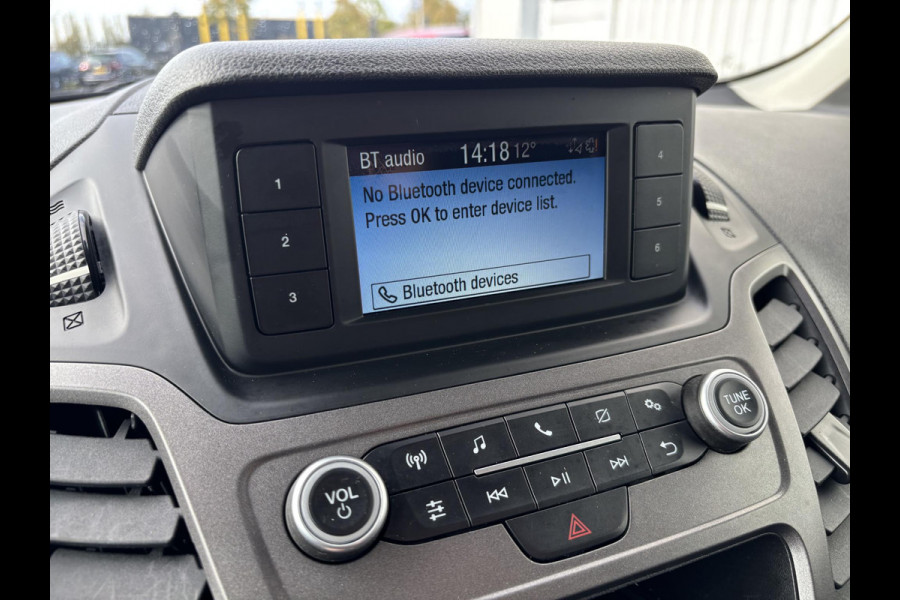 BT audio 14:18 12°
No Bluetooth device connected.
Press OK to enter device list.
Bluetooth devices
1
2
3
4
5
6
VOL
TUNE
OK